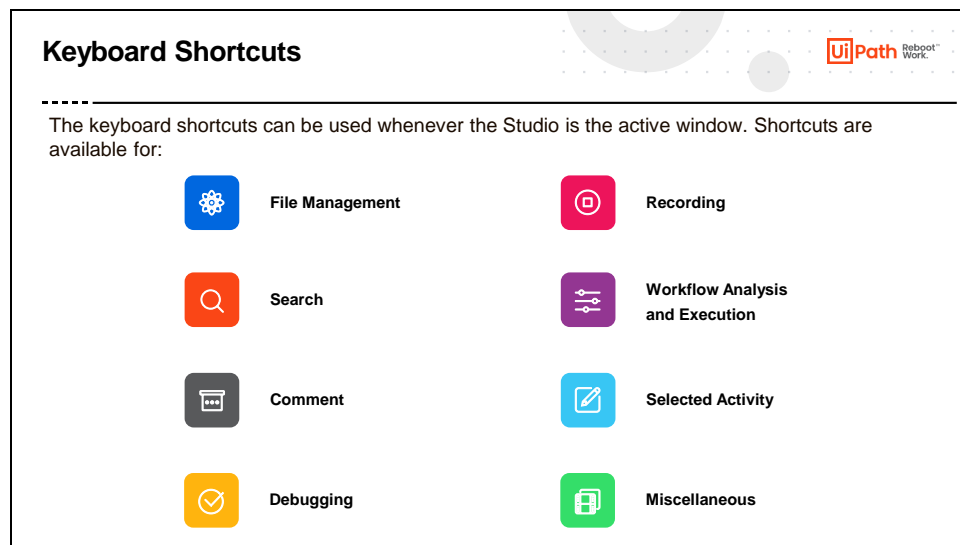 Keyboard Shortcuts
UiPath Reboot™
Work.
The keyboard shortcuts can be used whenever the Studio is the active window. Shortcuts are
available for:
File Management
Recording
Search
Workflow Analysis
and Execution
Comment
Selected Activity
Debugging
Miscellaneous